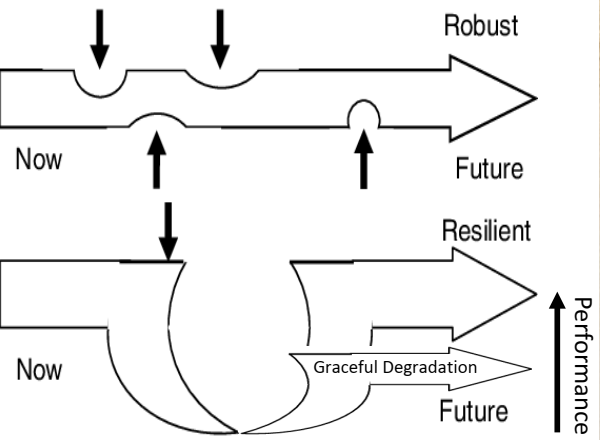 Robust
Now
Future
Resilient
Performance
Graceful Degradation
Now
Future